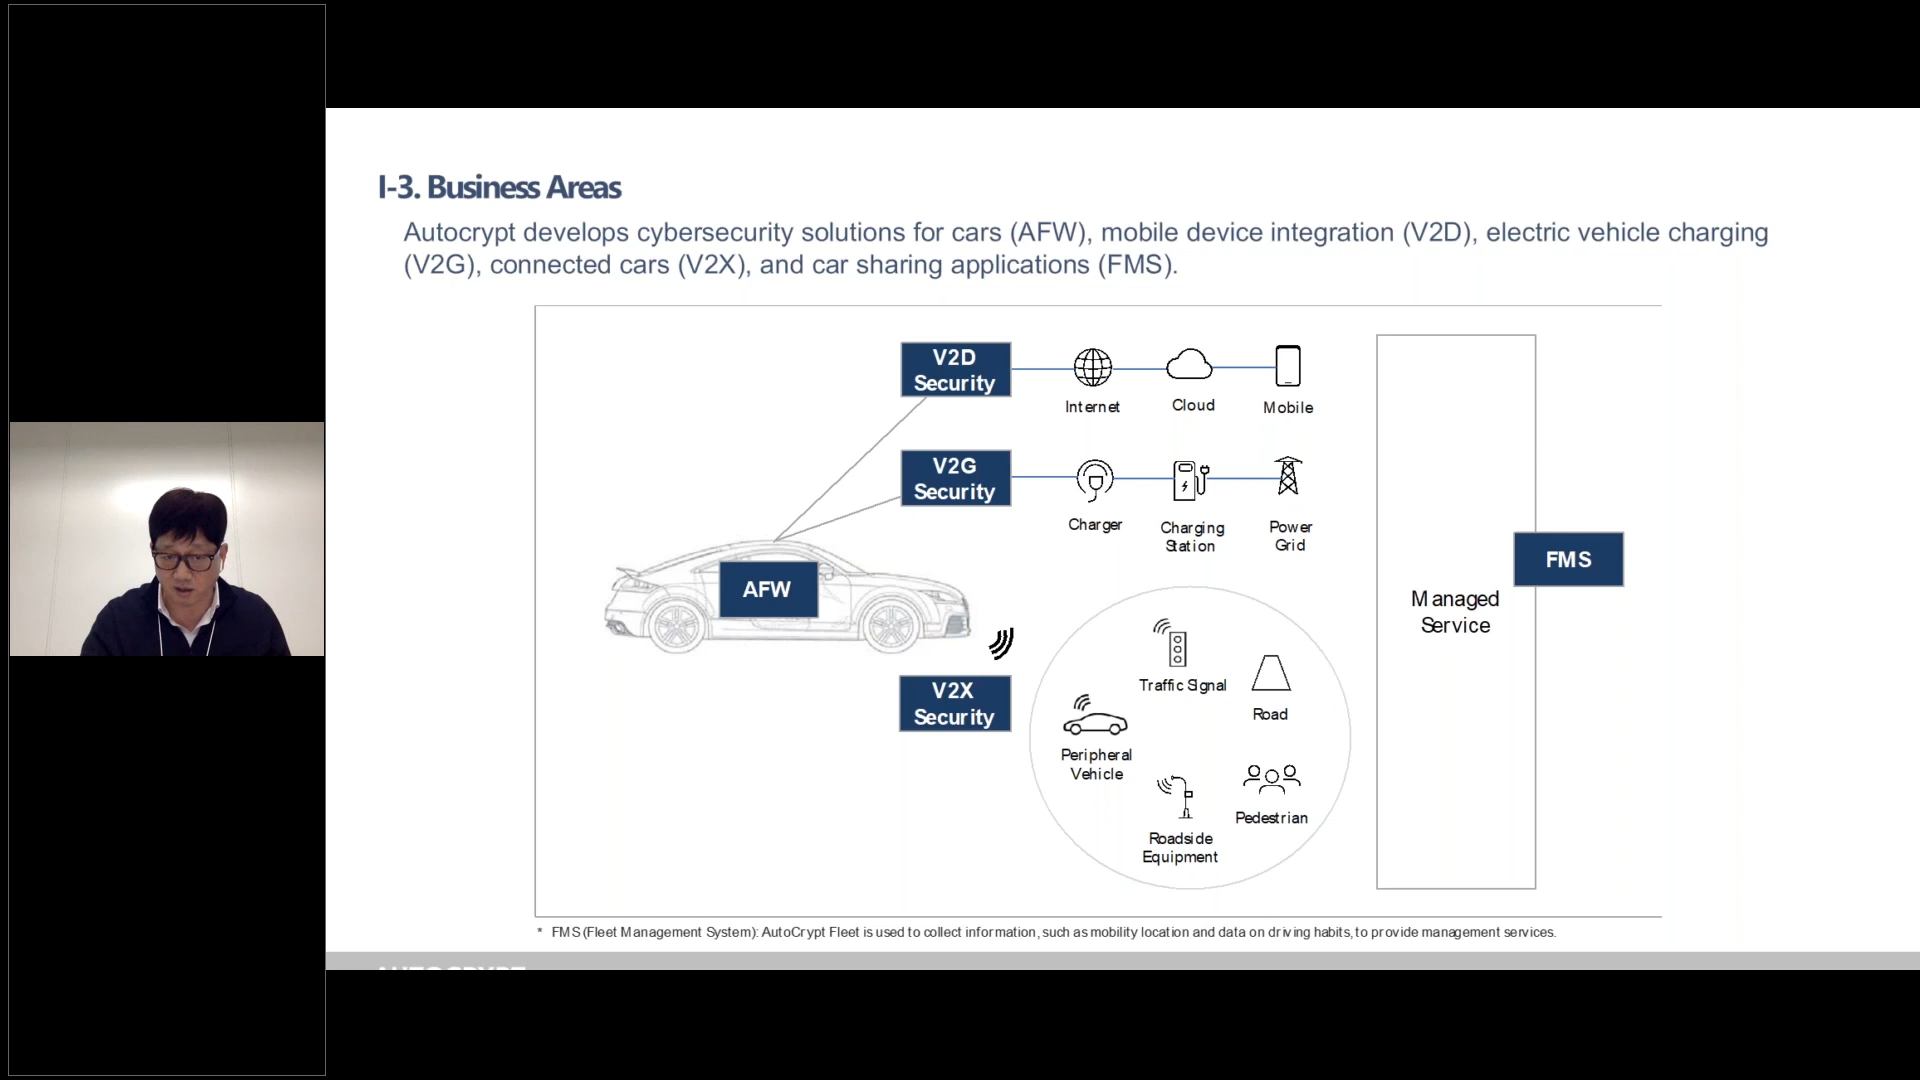 I-3. Business Areas
Autocrypt develops cybersecurity solutions for cars (AFW), mobile device integration (V2D), electric vehicle charging
(V2G), connected cars (V2X), and car sharing applications (FMS).
V2D
Security
Internet
Cloud
Mobile
V2G
Security
Charger
Charging
Station
Power
Grid
AFW
V2X
Security
Traffic Signal
Road
Peripheral
Vehicle
Roadside
Equipment
Pedestrian
Managed
Service
FMS
* FMS (Fleet Management System): AutoCrypt Fleet is used to collect information, such as mobility location and data on driving habits, to provide management services.
AUTOCRYPT